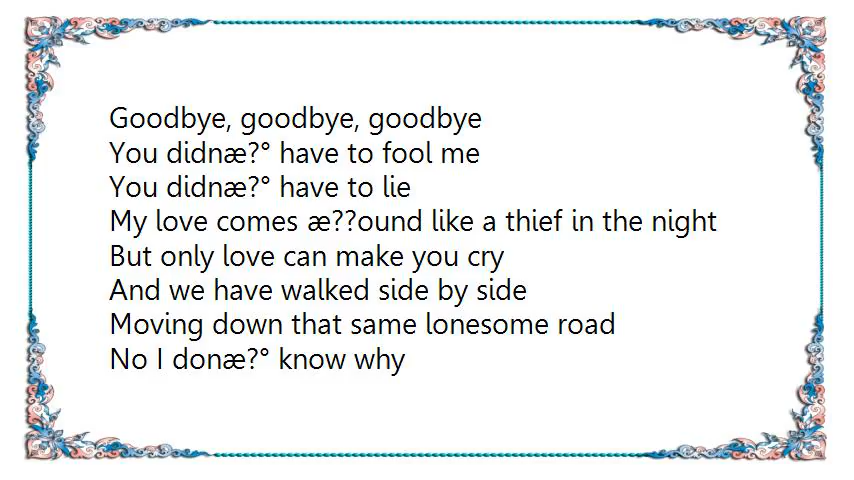 Goodbye, goodbye, goodbye
You didnæ?° have to fool me
You didnæ?° have to lie
My love comes æ??ound like a thief in the night
But only love can make you cry
And we have walked side by side
Moving down that same lonesome road
No I donæ?° know why